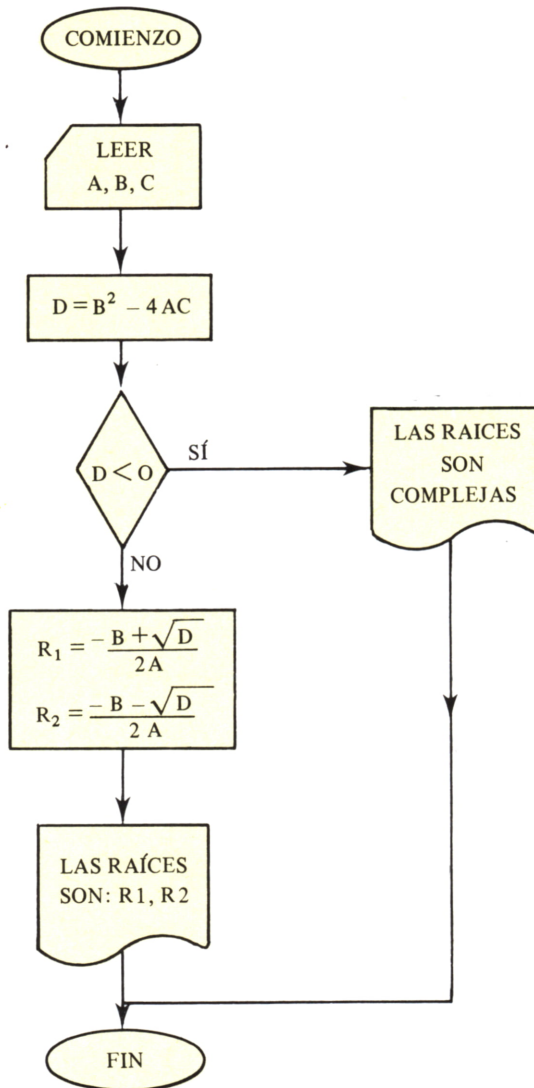 COMIENZO
LEER
A, B, C
D = B² − 4 AC
D < O
SÍ
LAS RAICES
SON
COMPLEJAS
NO
R₁ = −B + √D / 2A
R₂ = −B − √D / 2 A
LAS RAÍCES
SON: R1, R2
FIN